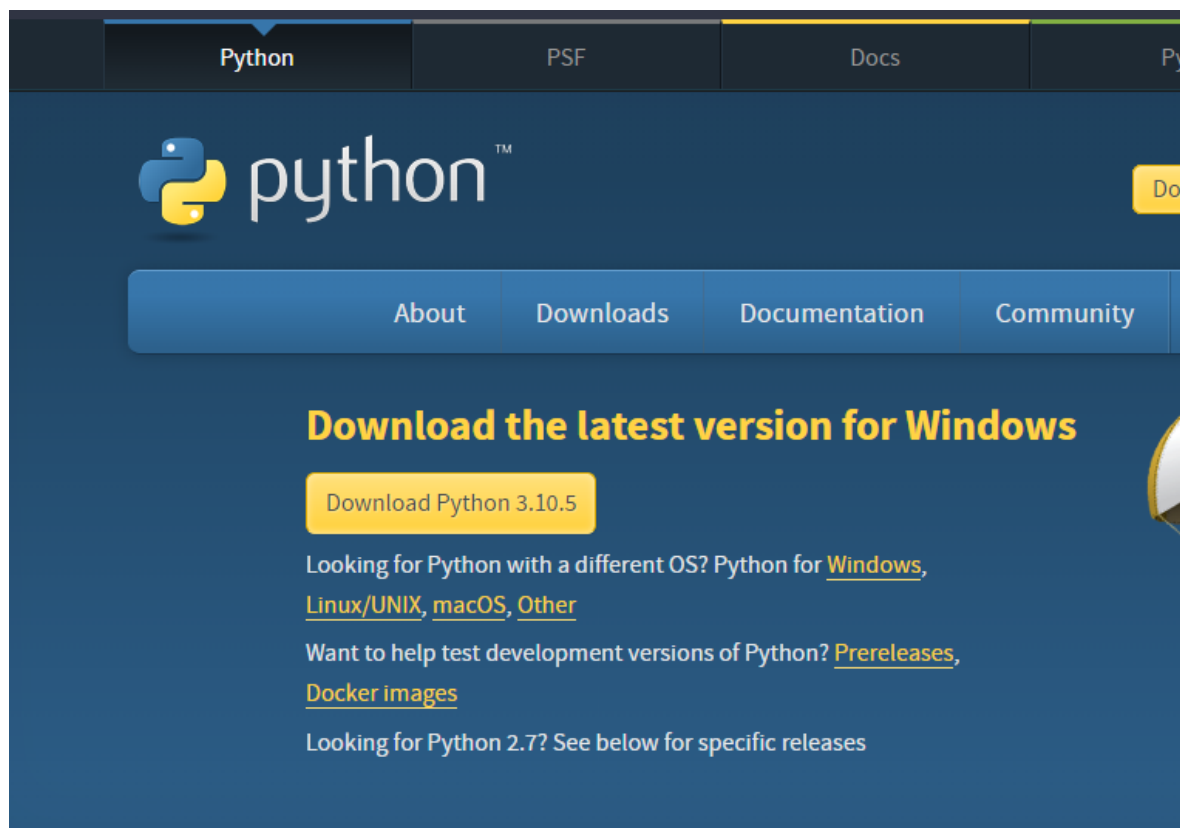 Python
PSF
Docs
python™
About
Downloads
Documentation
Community
Download the latest version for Windows
Download Python 3.10.5
Looking for Python with a different OS? Python for Windows,
Linux/UNIX, macOS, Other
Want to help test development versions of Python? Prereleases,
Docker images
Looking for Python 2.7? See below for specific releases